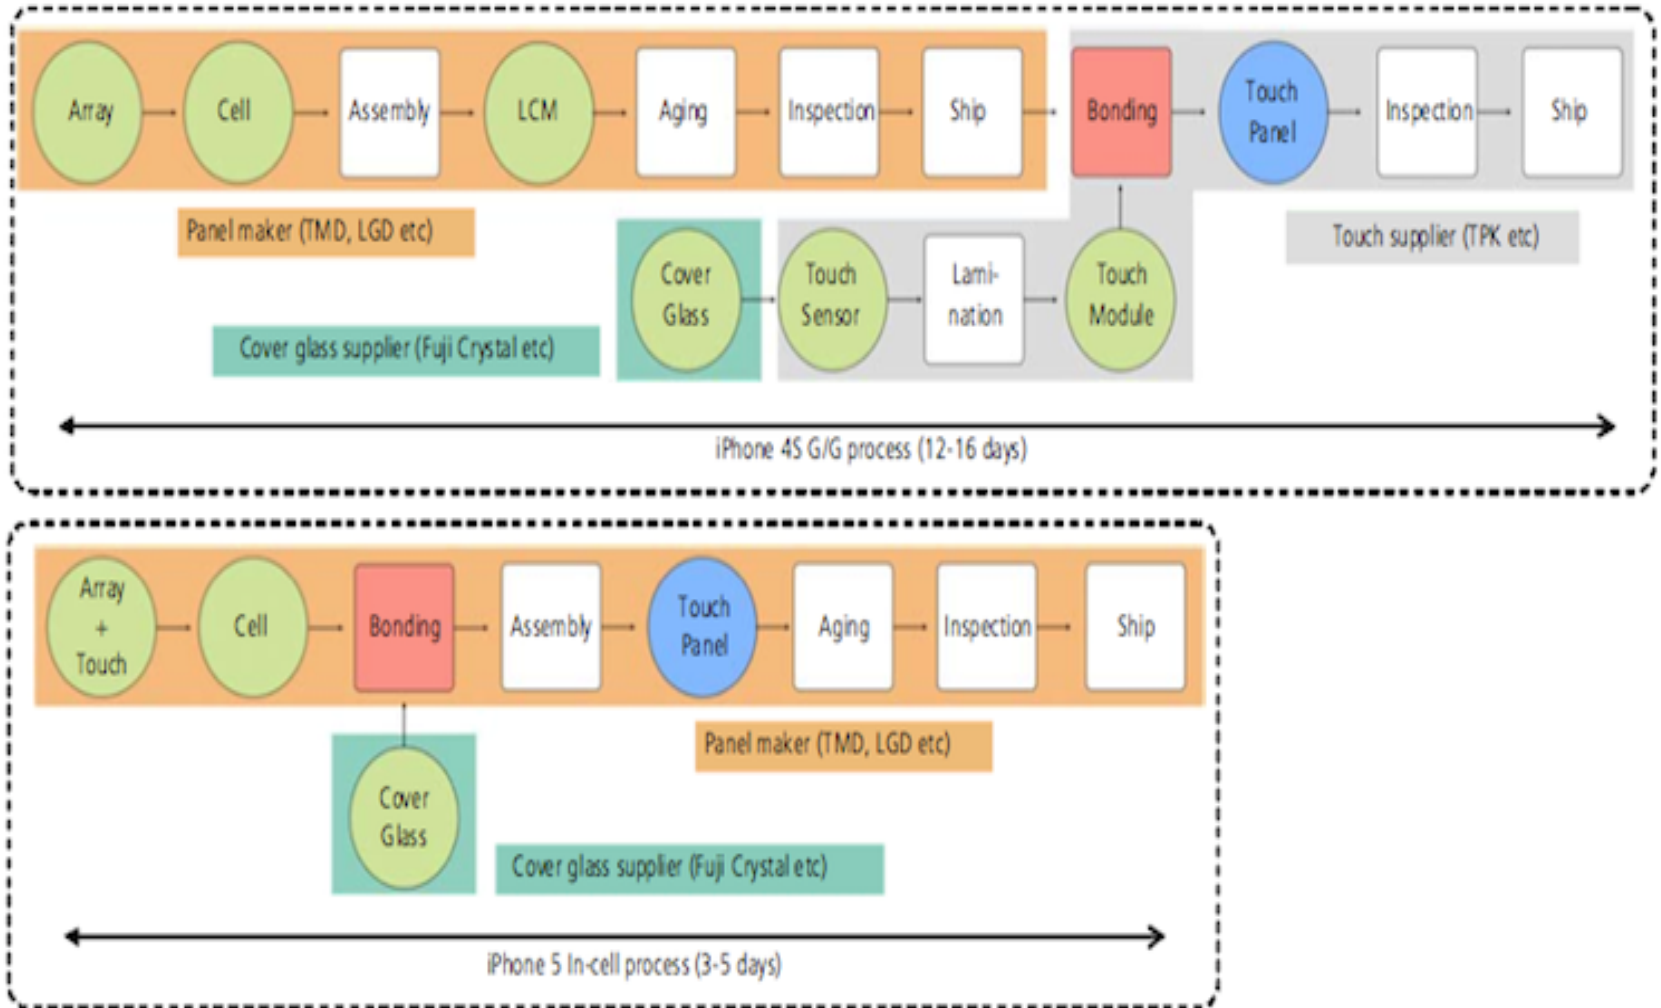 Array
Cell
Assembly
LCM
Aging
Inspection
Ship
Bonding
Touch
Panel
Inspection
Ship
Panel maker (TMD, LGD etc)
Touch supplier (TPK etc)
Cover
Glass
Touch
Sensor
Lami-
nation
Touch
Module
Cover glass supplier (Fuji Crystal etc)
iPhone 4S G/G process (12-16 days)
Array
+
Touch
Cell
Bonding
Assembly
Touch
Panel
Aging
Inspection
Ship
Panel maker (TMD, LGD etc)
Cover
Glass
Cover glass supplier (Fuji Crystal etc)
iPhone 5 In-cell process (3-5 days)